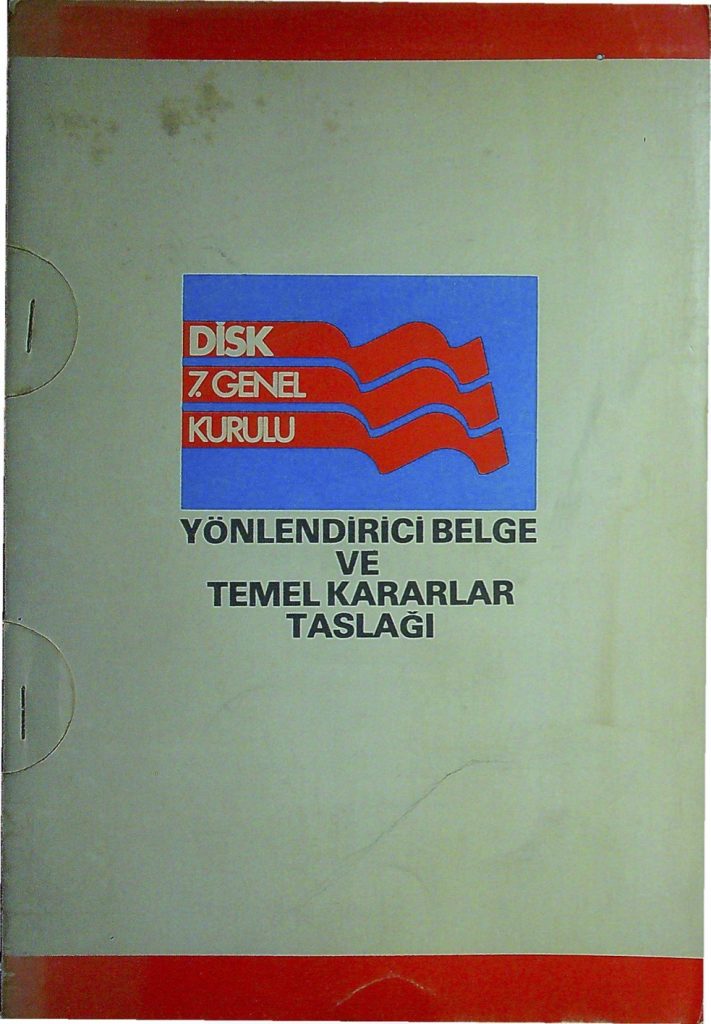 DİSK
7. GENEL
KURULU
YÖNLENDİRİCİ BELGE
VE
TEMEL KARARLAR
TASLAĞI